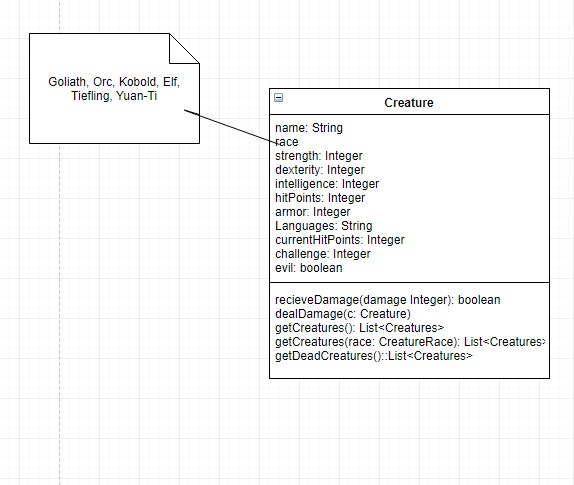 Goliath, Orc, Kobold, Elf,
Tiefling, Yuan-Ti
Creature
name: String
race
strength: Integer
dexterity: Integer
intelligence: Integer
hitPoints: Integer
armor: Integer
Languages: String
currentHitPoints: Integer
challenge: Integer
evil: boolean
recieveDamage(damage Integer): boolean
dealDamage(c: Creature)
getCreatures(): List<Creatures>
getCreatures(race: CreatureRace): List<Creatures>
getDeadCreatures()::List<Creatures>